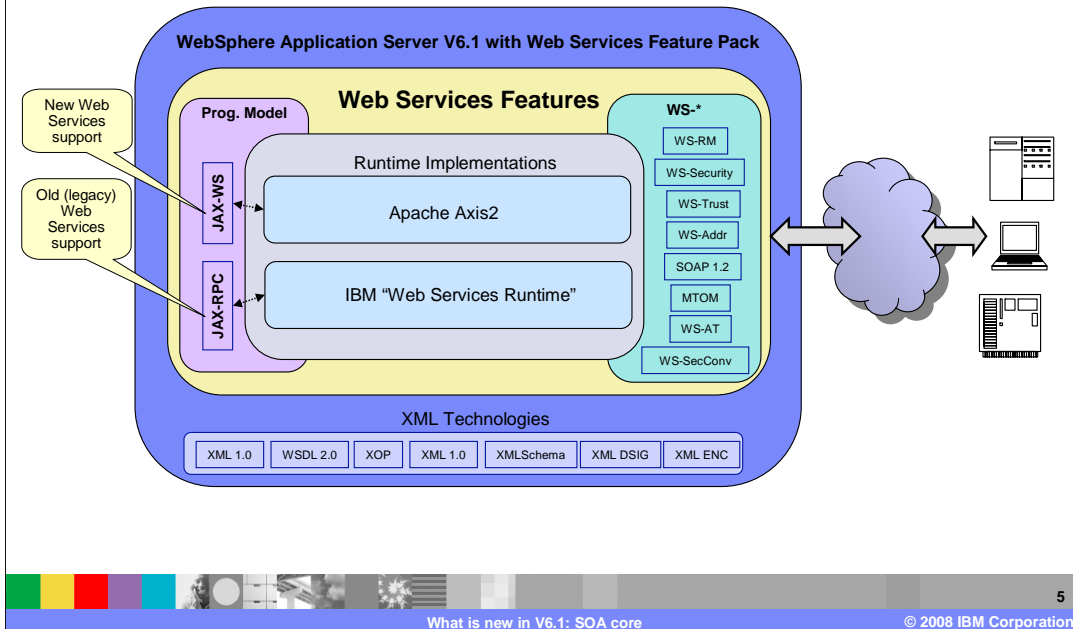 WebSphere Application Server V6.1 with Web Services Feature Pack
Web Services Features
New Web
Services
support
Old (legacy)
Web
Services
support
Prog. Model
JAX-WS
JAX-RPC
Runtime Implementations
Apache Axis2
IBM “Web Services Runtime”
WS-*
WS-RM
WS-Security
WS-Trust
WS-Addr
SOAP 1.2
MTOM
WS-AT
WS-SecConv
XML Technologies
XML 1.0
WSDL 2.0
XOP
XML 1.0
XMLSchema
XML DSIG
XML ENC
5
What is new in V6.1: SOA core
© 2008 IBM Corporation